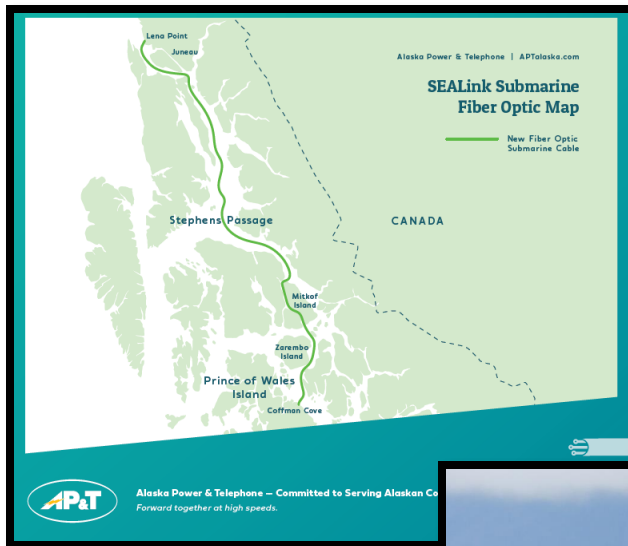 Lena Point
Juneau
Alaska Power & Telephone | APTalaska.com
SEALink Submarine
Fiber Optic Map
New Fiber Optic
Submarine Cable
Stephens Passage
CANADA
Mitkof
Island
Zarembo
Island
Prince of Wales
Island
Coffman Cove
AP&T
Alaska Power & Telephone – Committed to Serving Alaskan Co
Forward together at high speeds.